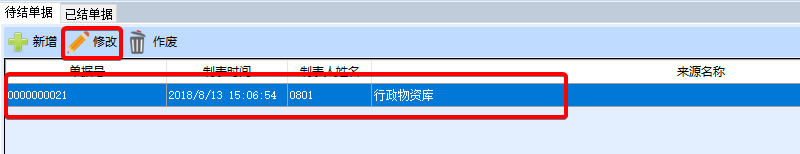 待结单据 已结单据
新增 修改 作废
单据号 制表时间 制表人姓名 来源名称
0000000021 2018/8/13 15:06:54 0801 行政物资库